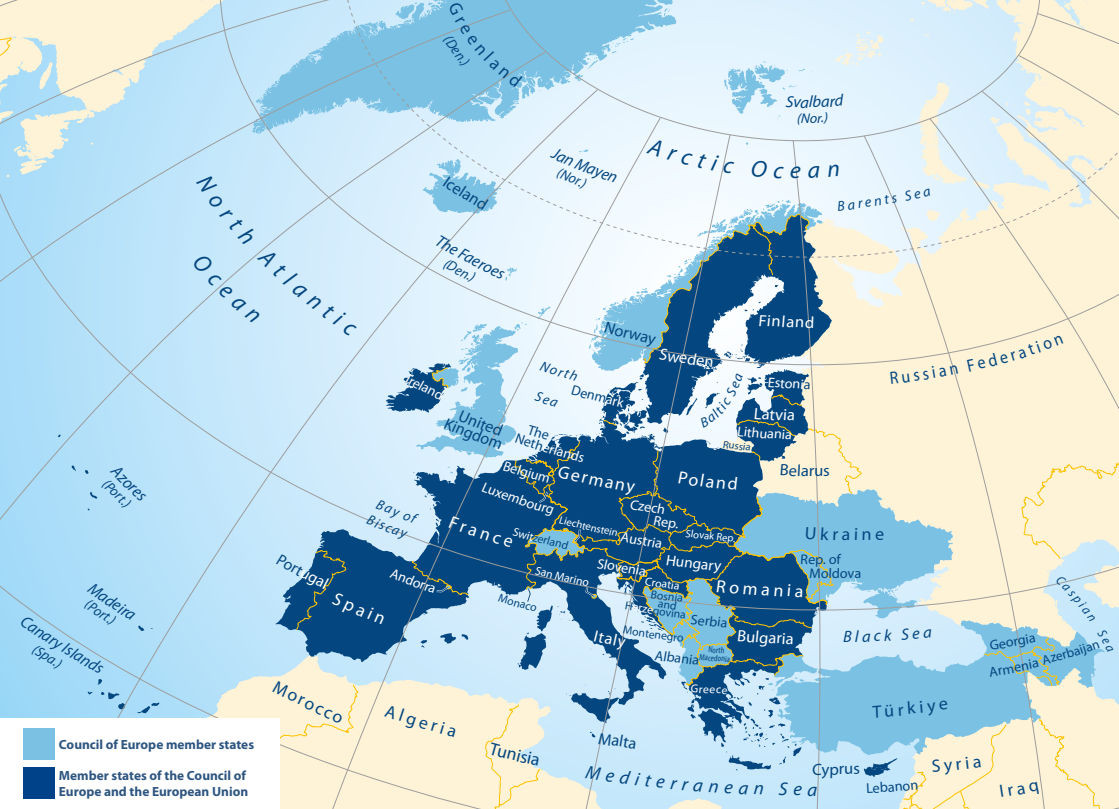 Greenland
(Den.)
Svalbard
(Nor.)
Arctic Ocean
Jan Mayen
(Nor.)
Iceland
Barents Sea
North Atlantic
Ocean
The Faeroes
(Den.)
Norway
Finland
Sweden
Russian Federation
North
Sea
Denmark
Baltic Sea
Estonia
Latvia
Lithuania
Russia
Ireland
United
Kingdom
The
Netherlands
Belarus
Belgium
Germany
Poland
Luxembourg
Azores
(Port.)
Bay of
Biscay
France
Czech
Rep.
Liechtenstein
Switzerland
Austria
Slovak Rep.
Ukraine
Rep. of
Moldova
Slovenia
Hungary
Romania
Portugal
Spain
Andorra
San Marino
Monaco
Croatia
Bosnia
and
Herzegovina
Serbia
Caspian Sea
Madeira
(Port.)
Canary Islands
(Spa.)
Italy
Montenegro
Bulgaria
Black Sea
Georgia
Armenia
Azerbaijan
Albania
North
Macedonia
Greece
Türkiye
Morocco
Algeria
Tunisia
Malta
Mediterranean Sea
Cyprus
Lebanon
Syria
Iraq
Council of Europe member states
Member states of the Council of
Europe and the European Union